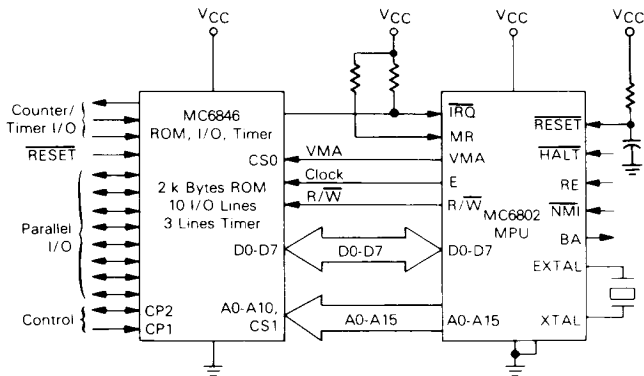 VCC VCC VCC VCC
Counter/
Timer I/O
RESET
Parallel
I/O
Control
MC6846
ROM, I/O, Timer
CS0
2 k Bytes ROM
10 I/O Lines
3 Lines Timer
D0-D7
A0-A10,
CS1
CP2
CP1
VMA
Clock
R/W
D0-D7
A0-A15
IRQ
MR
VMA
E
R/W
MC6802
MPU
D0-D7
A0-A15
RESET
HALT
RE
NMI
BA
EXTAL
XTAL